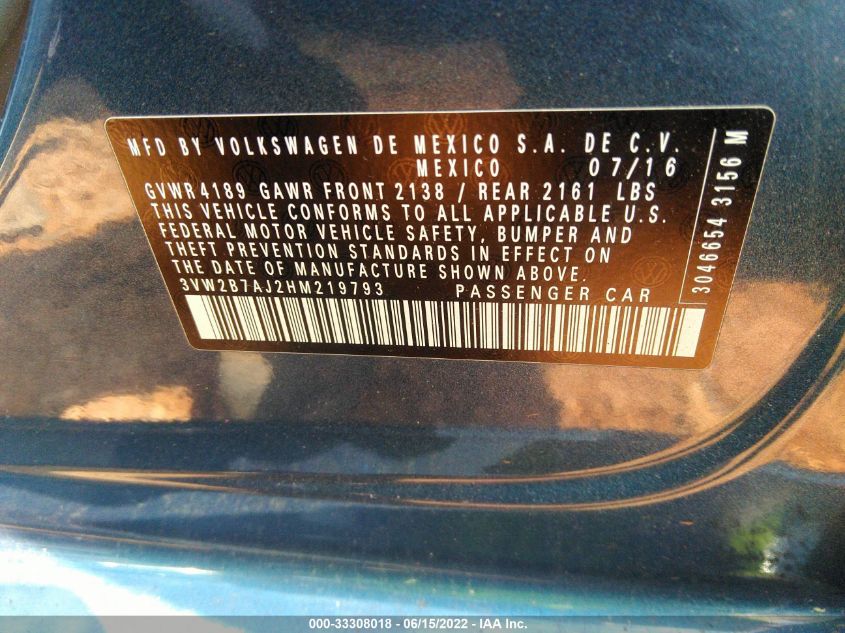 MFD BY VOLKSWAGEN DE MEXICO S.A. DE C.V.
MEXICO 07/16
GVWR 4189 GAWR FRONT 2138 / REAR 2161 LBS
THIS VEHICLE CONFORMS TO ALL APPLICABLE U.S.
FEDERAL MOTOR VEHICLE SAFETY, BUMPER AND
THEFT PREVENTION STANDARDS IN EFFECT ON
THE DATE OF MANUFACTURE SHOWN ABOVE.
3VW2B7AJ2HM219793 PASSENGER CAR
3046654 3156 M
000-33308018 - 06/15/2022 - IAA Inc.